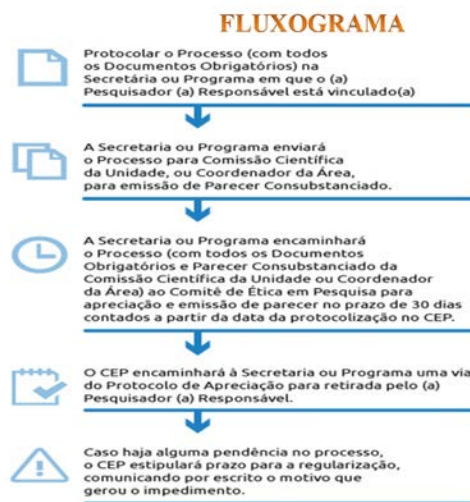 FLUXOGRAMA
Protocolar o Processo (com todos
os Documentos Obrigatórios) na
Secretária ou Programa em que o (a)
Pesquisador (a) Responsável está vinculado(a)
A Secretaria ou Programa enviará
o Processo para Comissão Científica
da Unidade, ou Coordenador da Área,
para emissão de Parecer Consubstanciado.
A Secretaria ou Programa encaminhará
o Processo (com todos os Documentos
Obrigatórios e Parecer Consubstanciado da
Comissão Científica da Unidade ou Coordenador
da Área) ao Comitê de Ética em Pesquisa para
apreciação e emissão de parecer no prazo de 30 dias
contados a partir da data da protocolização no CEP.
O CEP encaminhará à Secretaria ou Programa uma via
do Protocolo de Apreciação para retirada pelo (a)
Pesquisador (a) Responsável.
Caso haja alguma pendência no processo,
o CEP estipulará prazo para a regularização,
comunicando por escrito o motivo que
gerou o impedimento.